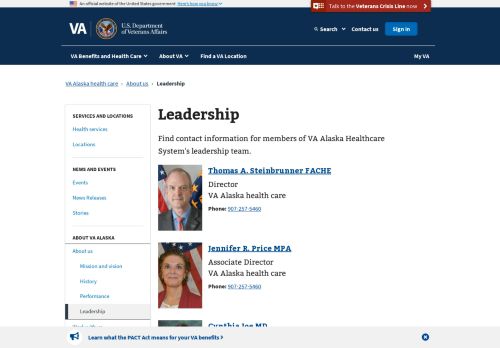 An official website of the United States government Here's how you know
Talk to the Veterans Crisis Line now
VA
U.S. Department of Veterans Affairs
Search
Contact us
Sign in
VA Benefits and Health Care
About VA
Find a VA Location
My VA
VA Alaska health care › About us › Leadership
SERVICES AND LOCATIONS
Health services
Locations
NEWS AND EVENTS
Events
News Releases
Stories
ABOUT VA ALASKA
About us
Mission and vision
History
Performance
Leadership
Leadership
Find contact information for members of VA Alaska Healthcare
System's leadership team.
Thomas A. Steinbrunner FACHE
Director
VA Alaska health care
Phone: 907-257-5460
Jennifer R. Price MPA
Associate Director
VA Alaska health care
Phone: 907-257-5460
Cynthia Joe MD
Learn what the PACT Act means for your VA benefits